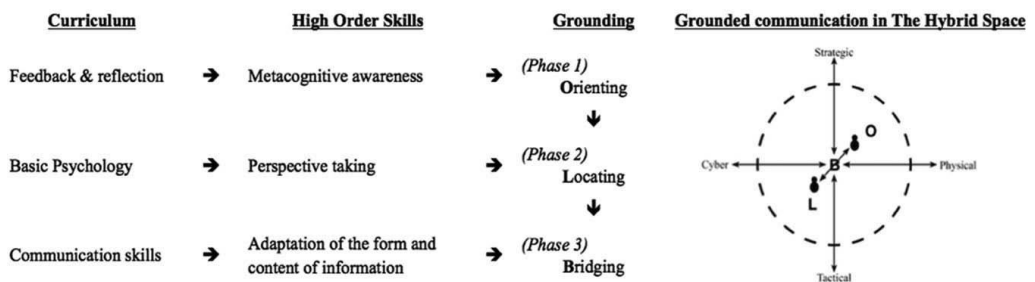 Curriculum High Order Skills Grounding Grounded communication in The Hybrid Space
Feedback & reflection → Metacognitive awareness → (Phase 1)
Orienting
Basic Psychology → Perspective taking → (Phase 2)
Locating
Communication skills → Adaptation of the form and
content of information → (Phase 3)
Bridging
Strategic
O
Cyber B Physical
L
Tactical